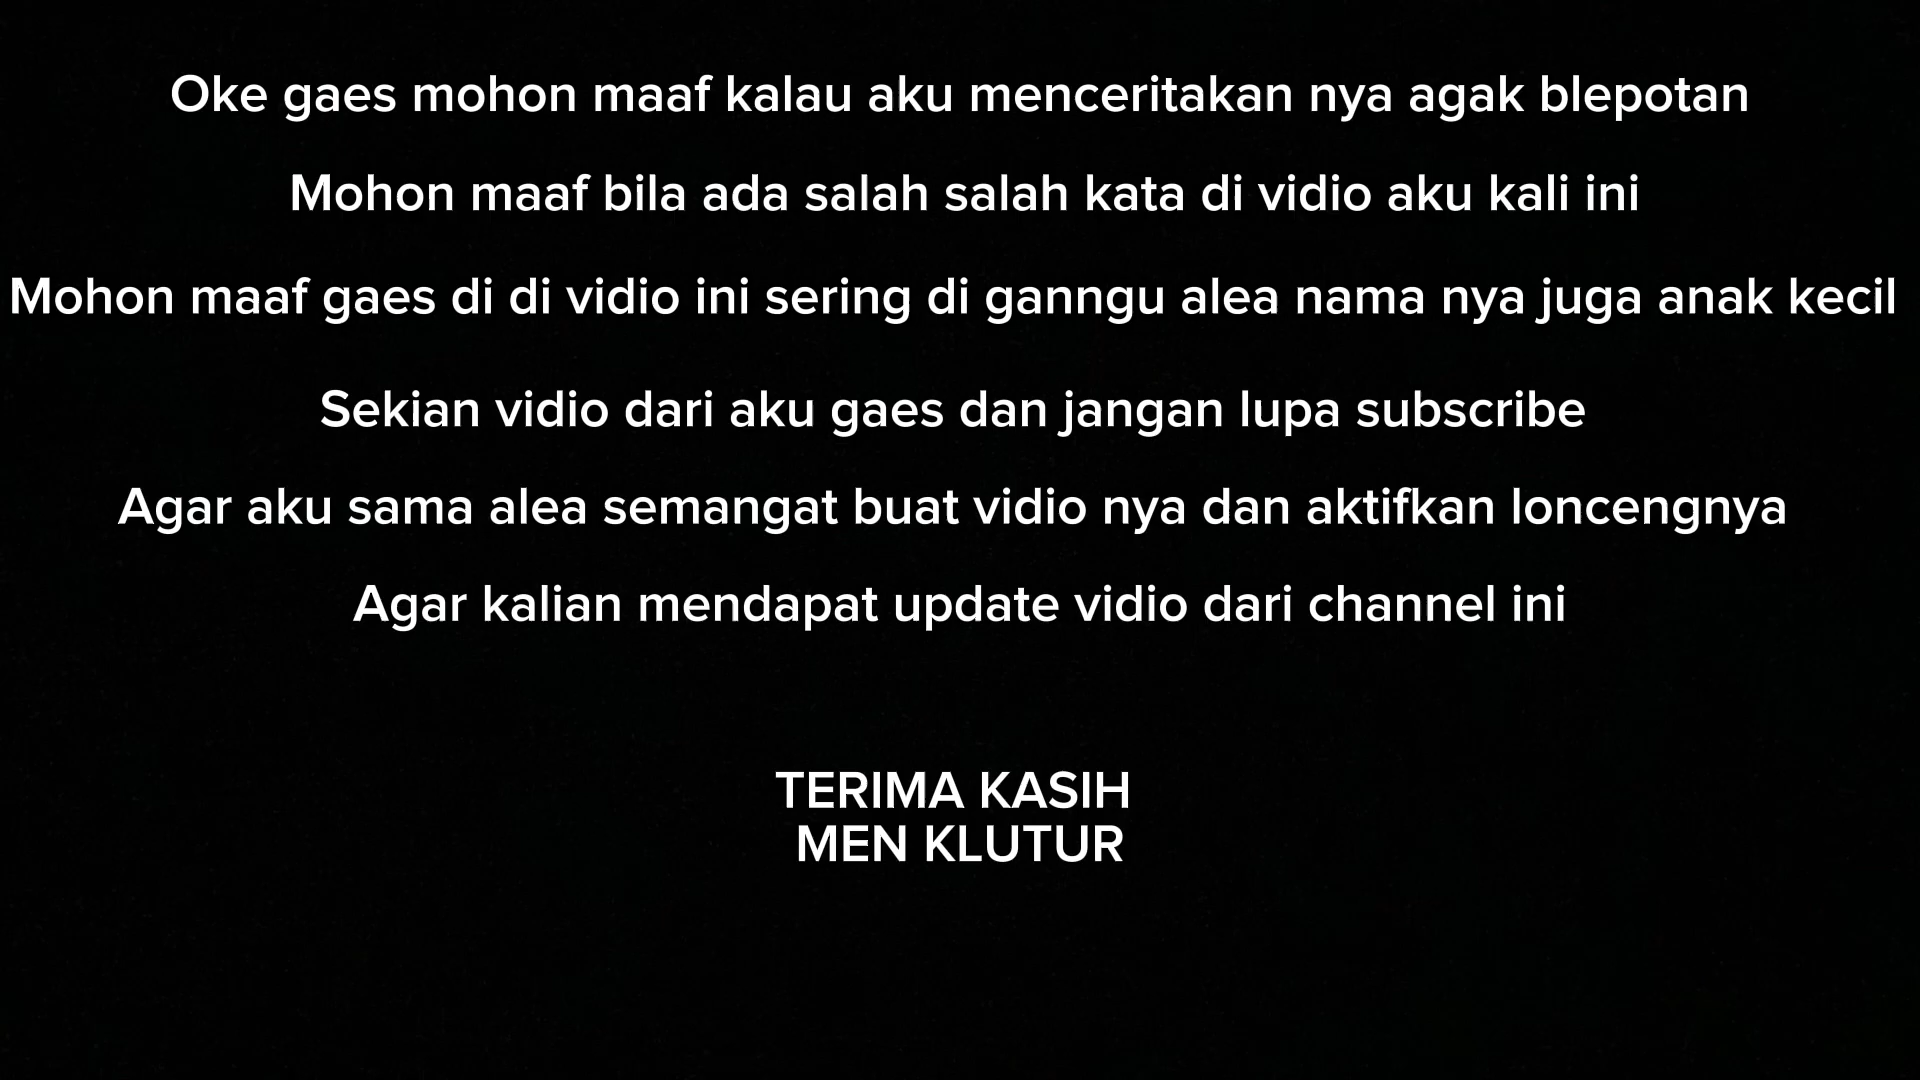 Oke gaes mohon maaf kalau aku menceritakan nya agak blepotan
Mohon maaf bila ada salah salah kata di vidio aku kali ini
Mohon maaf gaes di di vidio ini sering di ganngu alea nama nya juga anak kecil
Sekian vidio dari aku gaes dan jangan lupa subscribe
Agar aku sama alea semangat buat vidio nya dan aktifkan loncengnya
Agar kalian mendapat update vidio dari channel ini
TERIMA KASIH
MEN KLUTUR